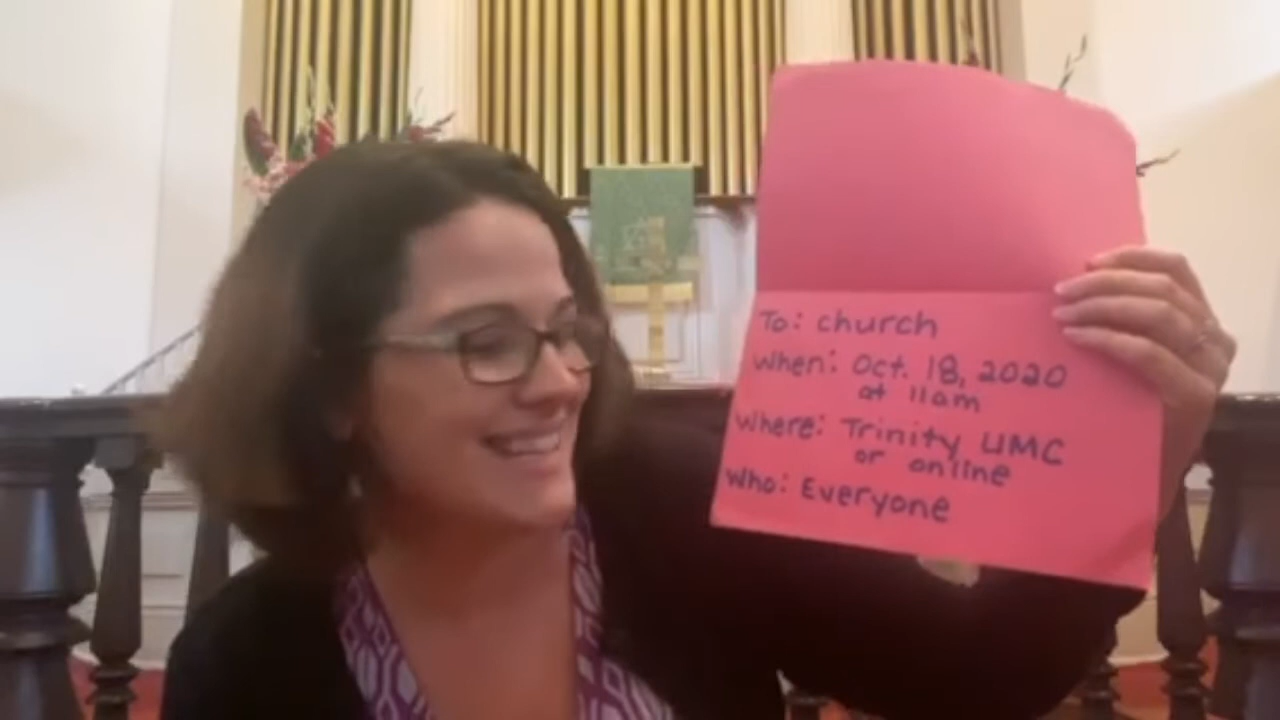 To: church
When: Oct. 18, 2020
at 11am
Where: Trinity UMC
or online
Who: Everyone